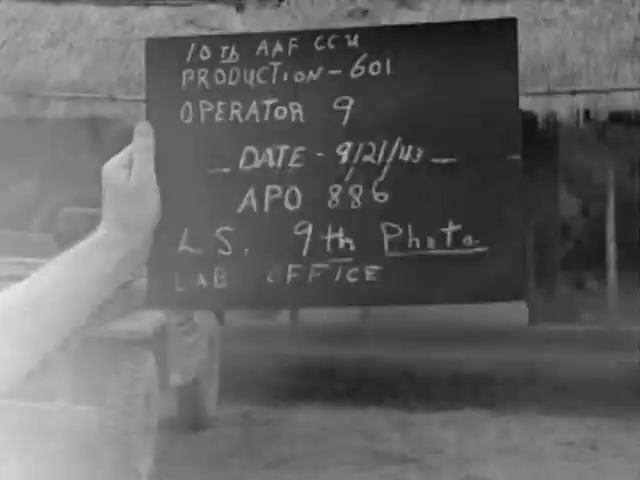 10th AAF CCU
PRODUCTION-601
OPERATOR 9
DATE - 9/21/43
APO 886
L S. 9th Photo
LAB OFFICE